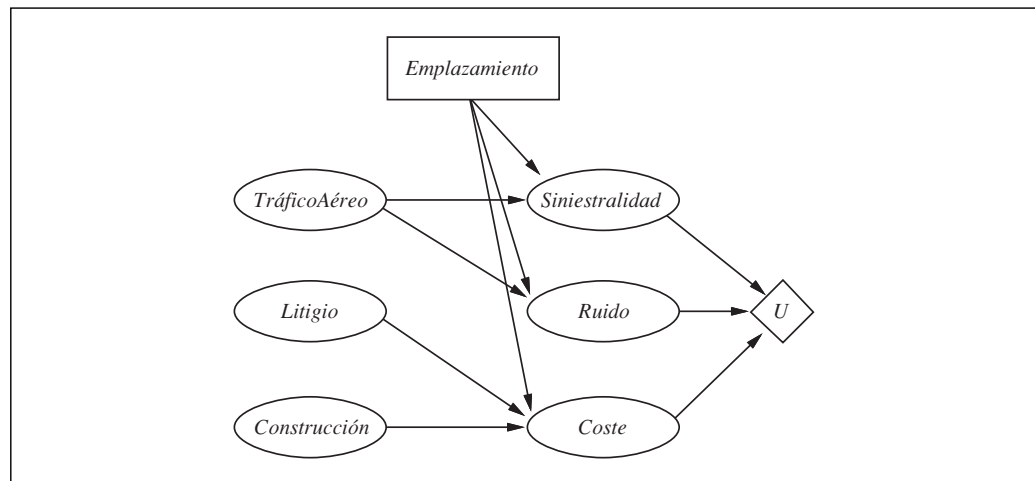 Emplazamiento
TráficoAéreo
Siniestralidad
Litigio
Ruido
U
Construcción
Coste